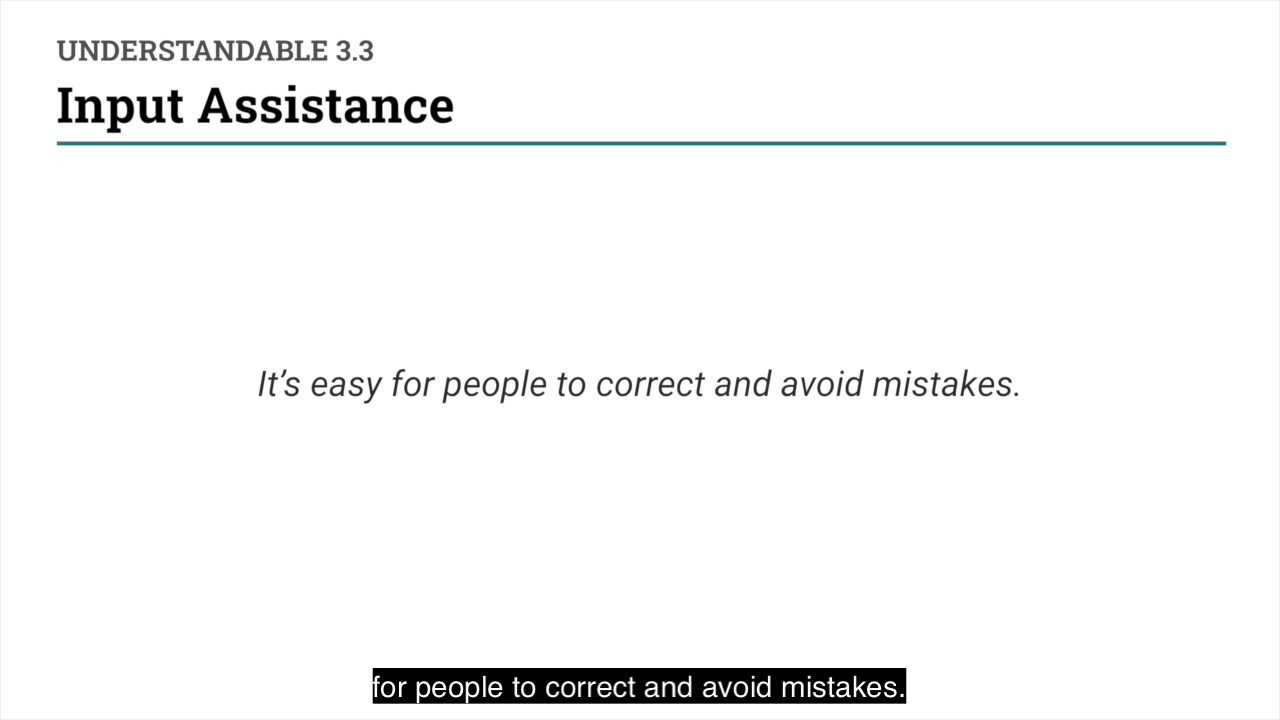 UNDERSTANDABLE 3.3
Input Assistance
It’s easy for people to correct and avoid mistakes.
for people to correct and avoid mistakes.